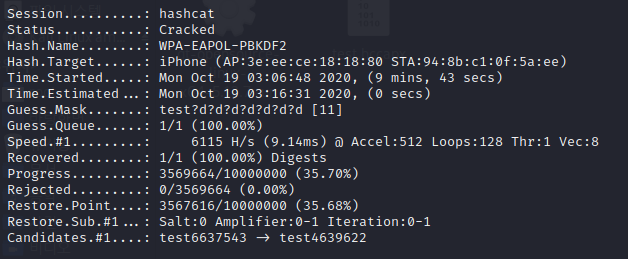 Session..........: hashcat
Status...........: Cracked
Hash.Name........: WPA-EAPOL-PBKDF2
Hash.Target......: iPhone (AP:3e:ee:ce:18:18:80 STA:94:8b:c1:0f:5a:ee)
Time.Started.....: Mon Oct 19 03:06:48 2020, (9 mins, 43 secs)
Time.Estimated...: Mon Oct 19 03:16:31 2020, (0 secs)
Guess.Mask.......: test?d?d?d?d?d?d?d [11]
Guess.Queue......: 1/1 (100.00%)
Speed.#1.........:     6115 H/s (9.14ms) @ Accel:512 Loops:128 Thr:1 Vec:8
Recovered........: 1/1 (100.00%) Digests
Progress.........: 3569664/10000000 (35.70%)
Rejected.........: 0/3569664 (0.00%)
Restore.Point....: 3567616/10000000 (35.68%)
Restore.Sub.#1...: Salt:0 Amplifier:0-1 Iteration:0-1
Candidates.#1....: test6637543 -> test4639622